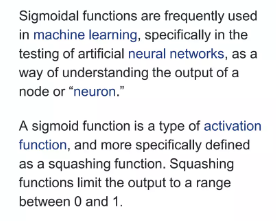 Sigmoidal functions are frequently used
in machine learning, specifically in the
testing of artificial neural networks, as a
way of understanding the output of a
node or “neuron.”
A sigmoid function is a type of activation
function, and more specifically defined
as a squashing function. Squashing
functions limit the output to a range
between 0 and 1.